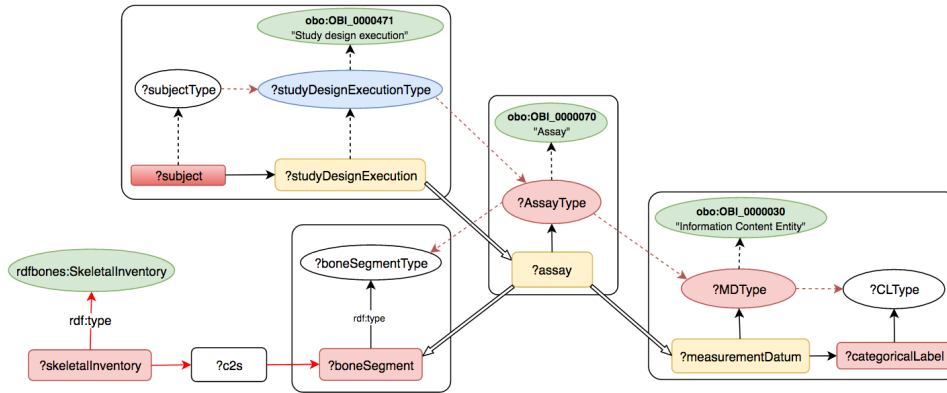 obo:OBI_0000471
"Study design execution"
?subjectType
?studyDesignExecutionType
?subject
?studyDesignExecution
obo:OBI_0000070
"Assay"
?AssayType
?assay
obo:OBI_0000030
"Information Content Entity"
?MDType
?CLType
?measurementDatum
?categoricalLabel
?boneSegmentType
rdf:type
?boneSegment
rdfbones:SkeletalInventory
rdf:type
?skeletalInventory
?c2s